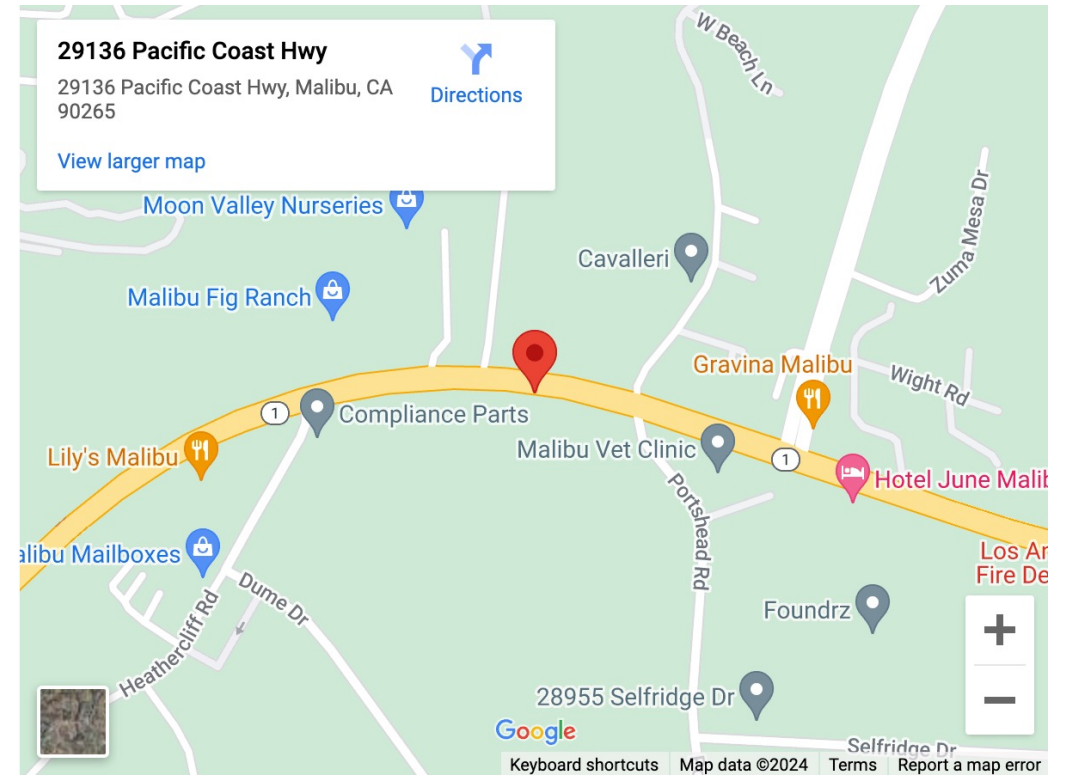 29136 Pacific Coast Hwy
29136 Pacific Coast Hwy, Malibu, CA
90265
Directions
View larger map
W Beach Ln
Moon Valley Nurseries
Zuma Mesa Dr
Cavalleri
Malibu Fig Ranch
Gravina Malibu
Wight Rd
1
Compliance Parts
Lily's Malibu
Malibu Vet Clinic
1
Hotel June Malib
Portshead Rd
alibu Mailboxes
Los Ar
Fire De
Dume Dr
Heathercliff Rd
Foundrz
+
−
28955 Selfridge Dr
Google
Selfridge Dr
Keyboard shortcuts
Map data ©2024
Terms
Report a map error